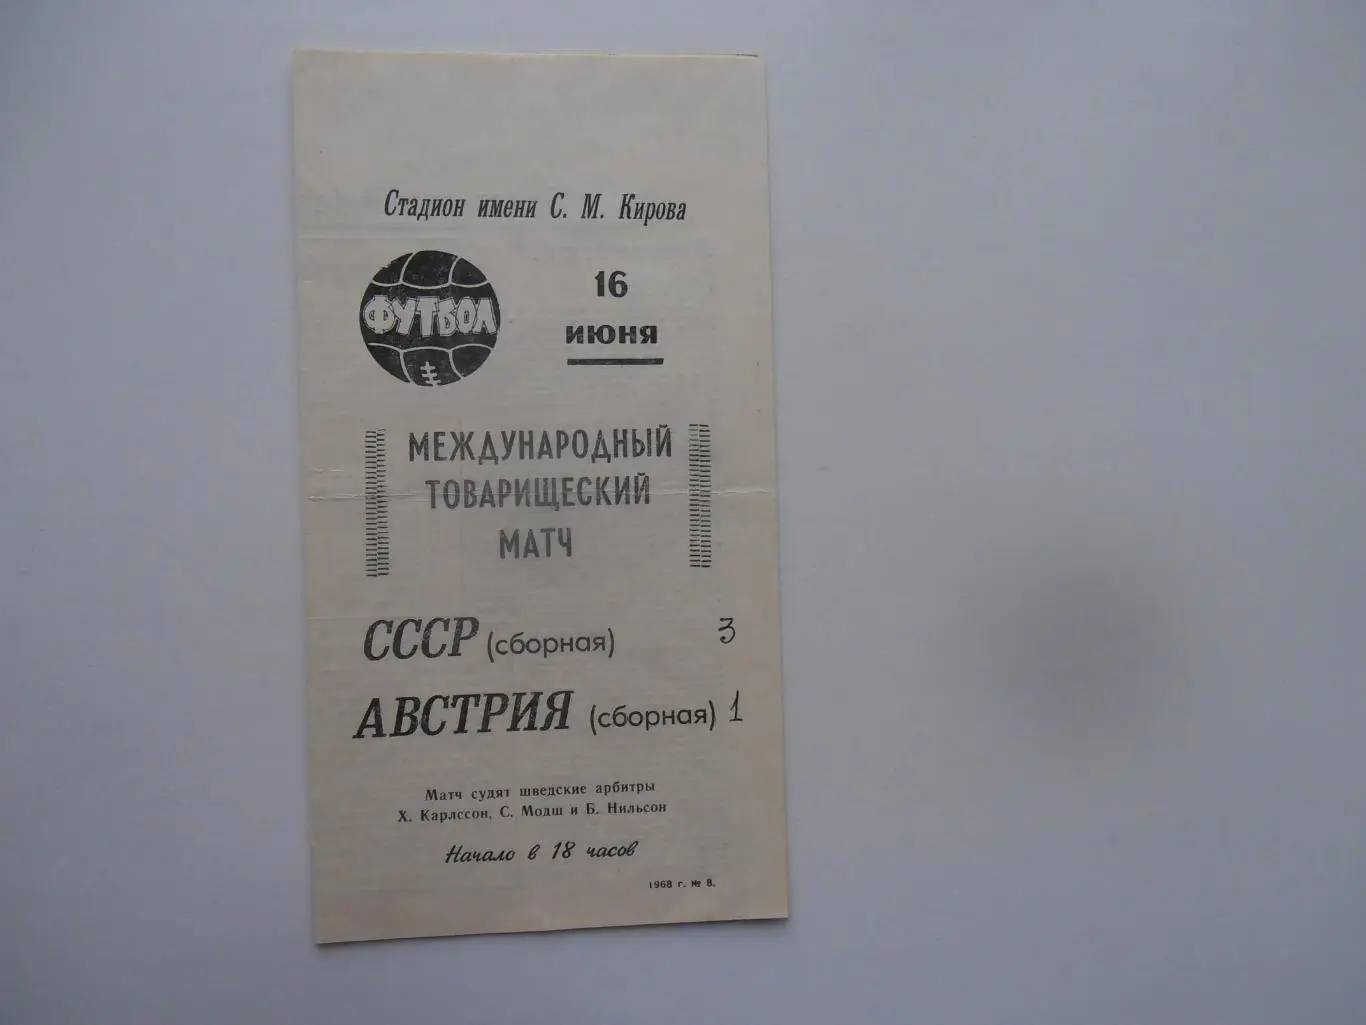 Стадион имени С. М. Кирова
ФУТБОЛ
16
ИЮНЯ
МЕЖДУНАРОДНЫЙ
ТОВАРИЩЕСКИЙ
МАТЧ
СССР (сборная) 3
АВСТРИЯ (сборная) 1
Матч судят шведские арбитры
Х. Карлссон, С. Модш и Б. Нильсон
Начало в 18 часов
1968 г. № 8.